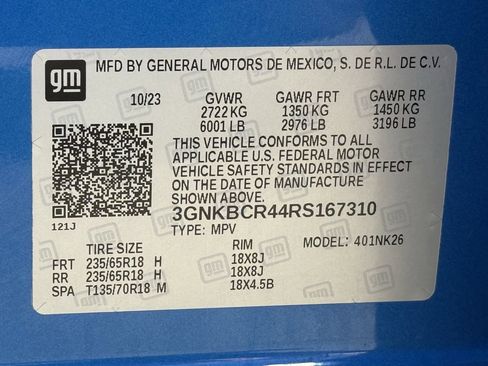 gm
MFD BY GENERAL MOTORS DE MEXICO, S. DE R.L. DE C.V.
10/23 GVWR GAWR FRT GAWR RR
2722 KG 1350 KG 1450 KG
6001 LB 2976 LB 3196 LB
THIS VEHICLE CONFORMS TO ALL
APPLICABLE U.S. FEDERAL MOTOR
VEHICLE SAFETY STANDARDS IN EFFECT
ON THE DATE OF MANUFACTURE
SHOWN ABOVE.
3GNKBCR44RS167310
121J TYPE: MPV MODEL: 401NK26
TIRE SIZE RIM
FRT 235/65R18 H 18X8J
RR 235/65R18 H 18X8J
SPA T135/70R18 M 18X4.5B